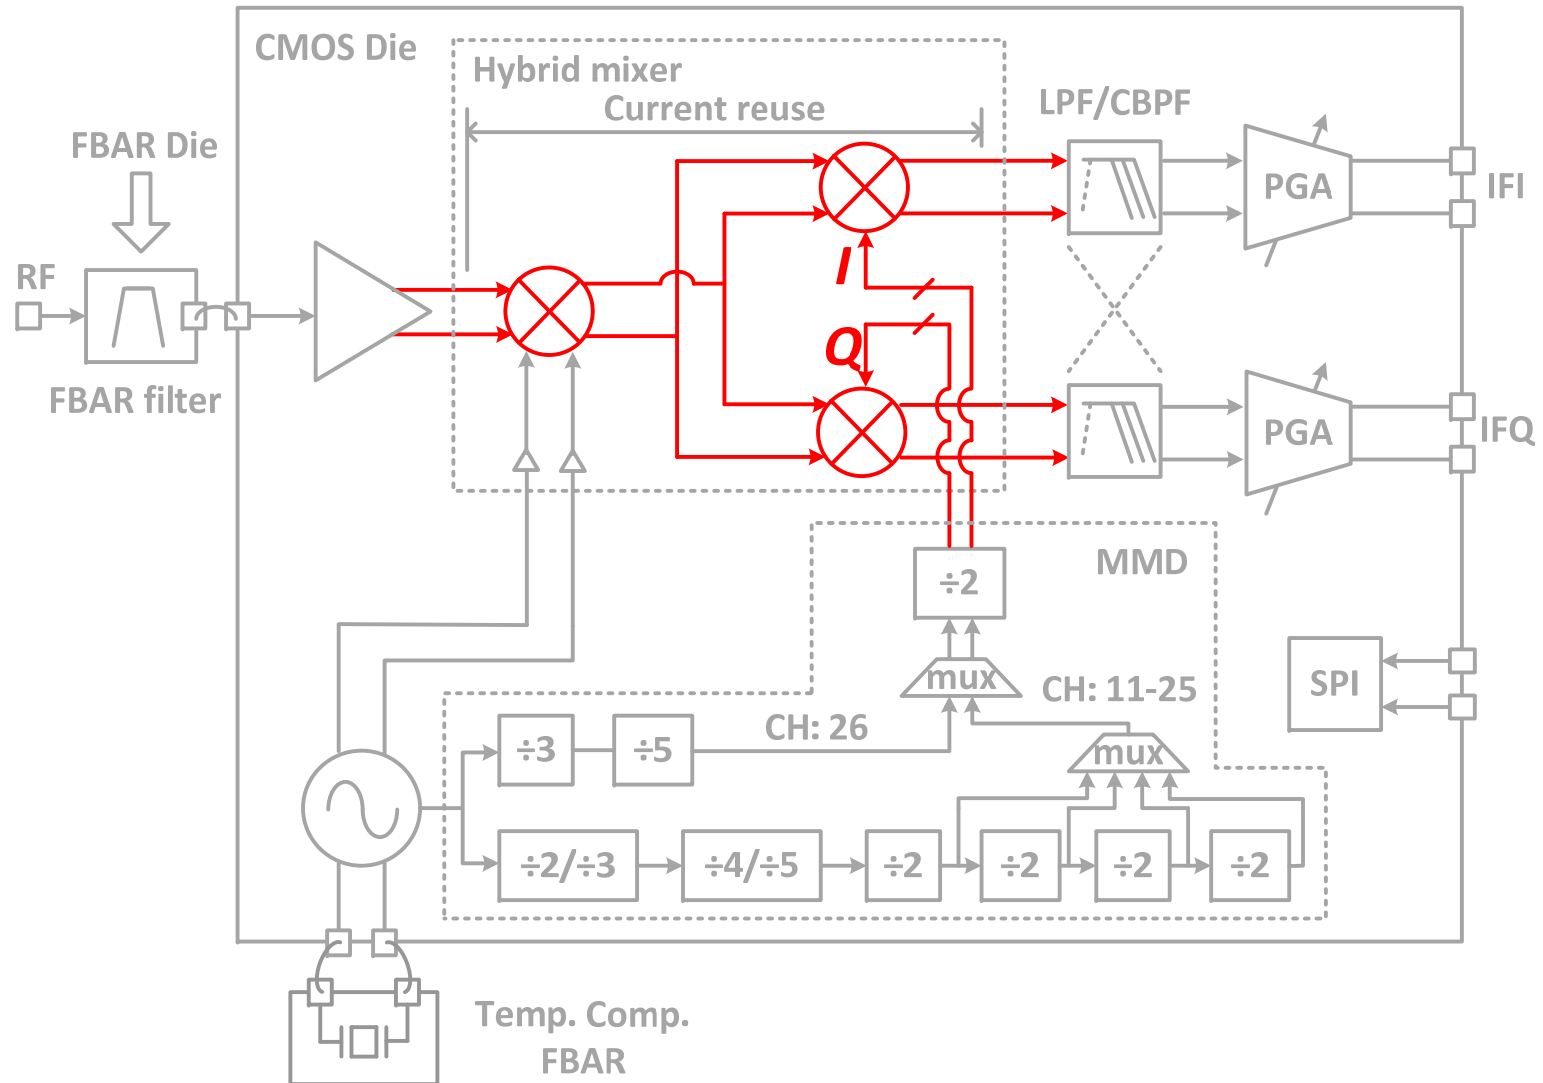 CMOS Die
Hybrid mixer
Current reuse
LPF/CBPF
FBAR Die
PGA
IFI
RF
I
Q
FBAR filter
PGA
IFQ
MMD
÷2
mux
CH: 11-25
SPI
CH: 26
÷3
÷5
mux
÷2/÷3
÷4/÷5
÷2
÷2
÷2
÷2
Temp. Comp.
FBAR